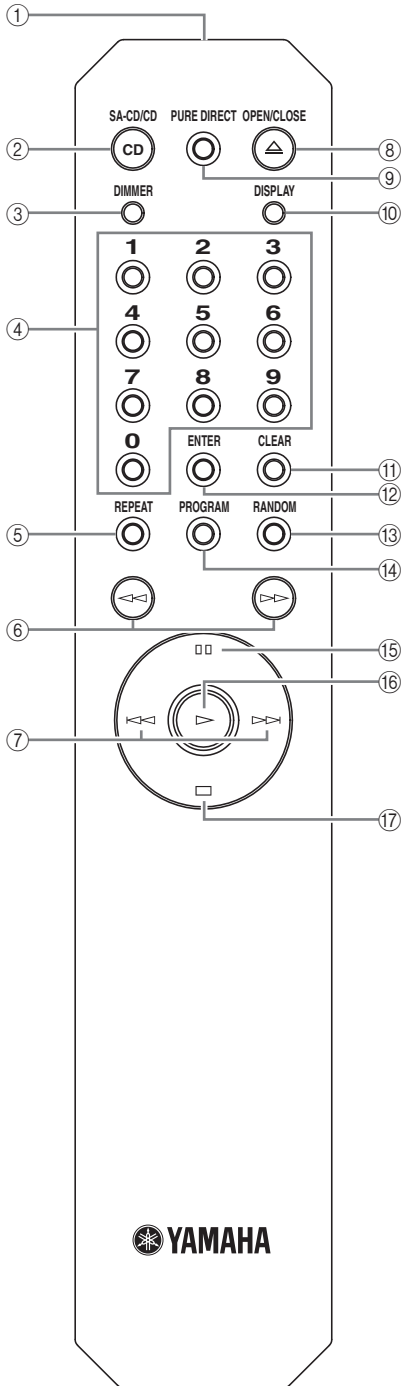 ①
SA-CD/CD PURE DIRECT OPEN/CLOSE
② CD ⑧
⑨
DIMMER DISPLAY
③ ⑩
1 2 3
④
4 5 6
7 8 9
0 ENTER CLEAR
⑪
⑫
REPEAT PROGRAM RANDOM
⑤ ⑬
⑭
⑥
⑮
⑯
⑦
⑰
YAMAHA